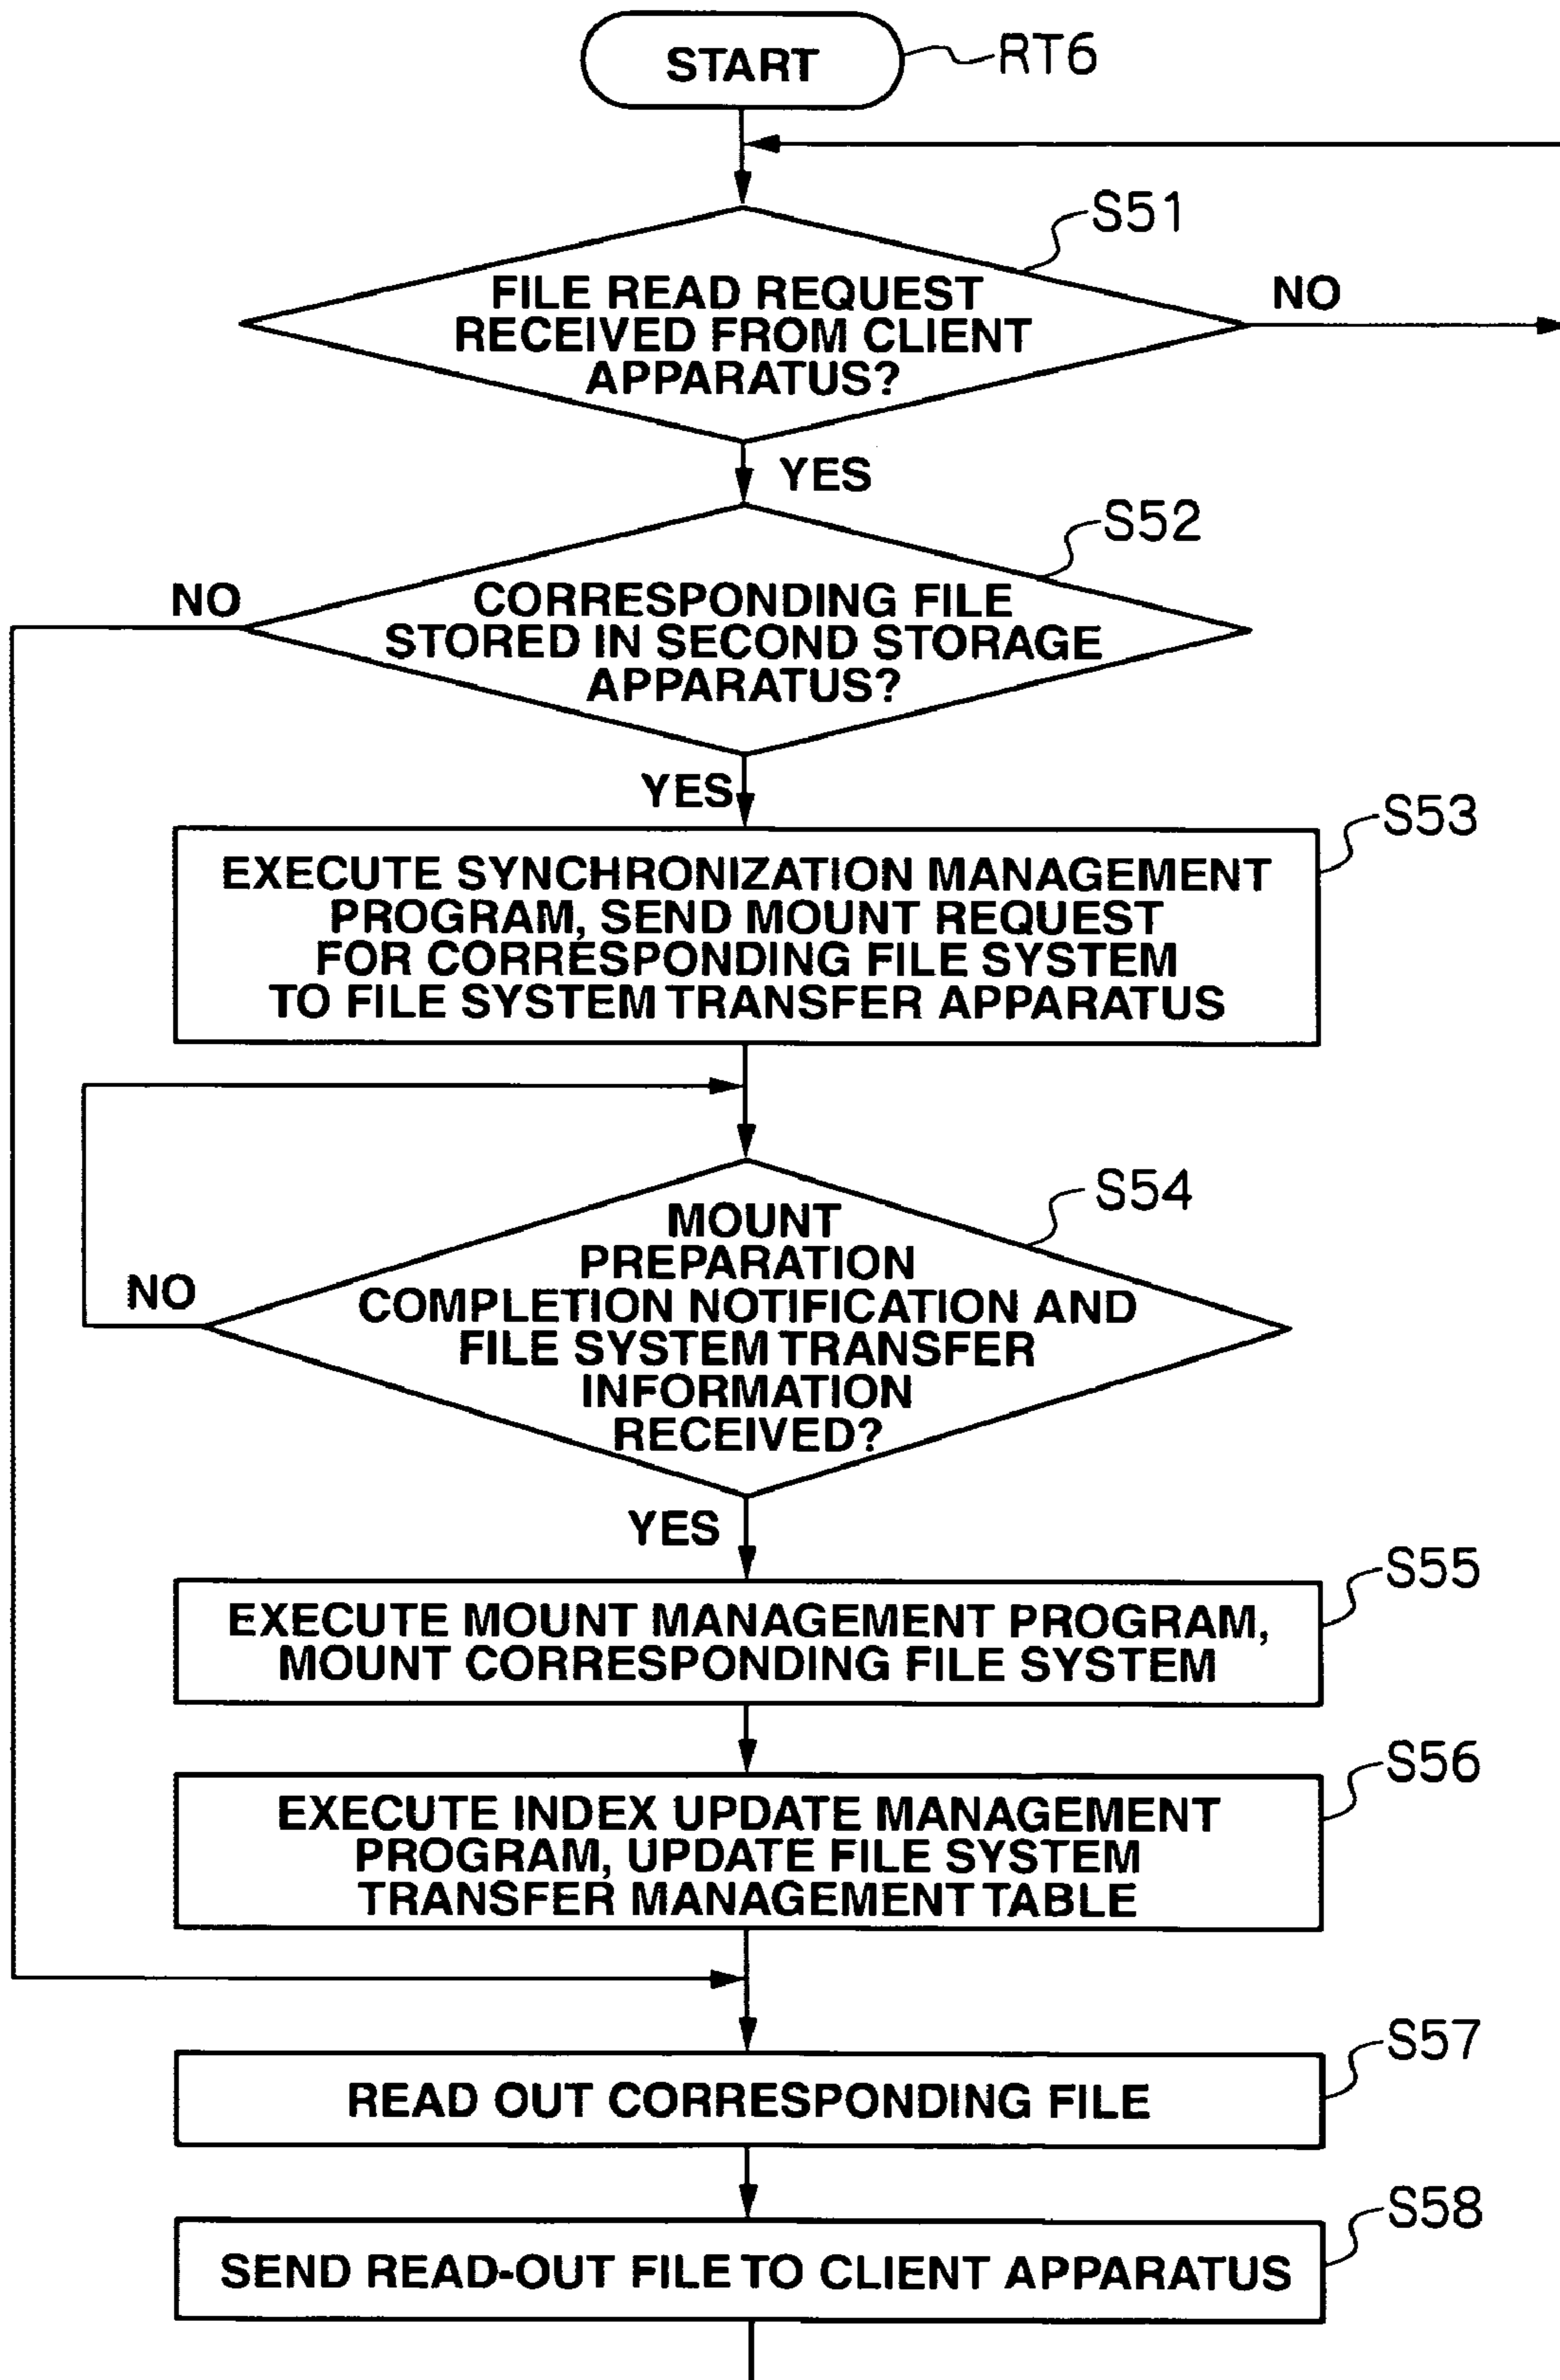 START
RT6
S51
FILE READ REQUEST
RECEIVED FROM CLIENT
APPARATUS?
NO
YES
S52
NO
CORRESPONDING FILE
STORED IN SECOND STORAGE
APPARATUS?
YES
S53
EXECUTE SYNCHRONIZATION MANAGEMENT
PROGRAM, SEND MOUNT REQUEST
FOR CORRESPONDING FILE SYSTEM
TO FILE SYSTEM TRANSFER APPARATUS
S54
MOUNT
PREPARATION
COMPLETION NOTIFICATION AND
FILE SYSTEM TRANSFER
INFORMATION
RECEIVED?
NO
YES
S55
EXECUTE MOUNT MANAGEMENT PROGRAM,
MOUNT CORRESPONDING FILE SYSTEM
S56
EXECUTE INDEX UPDATE MANAGEMENT
PROGRAM, UPDATE FILE SYSTEM
TRANSFER MANAGEMENT TABLE
S57
READ OUT CORRESPONDING FILE
S58
SEND READ-OUT FILE TO CLIENT APPARATUS